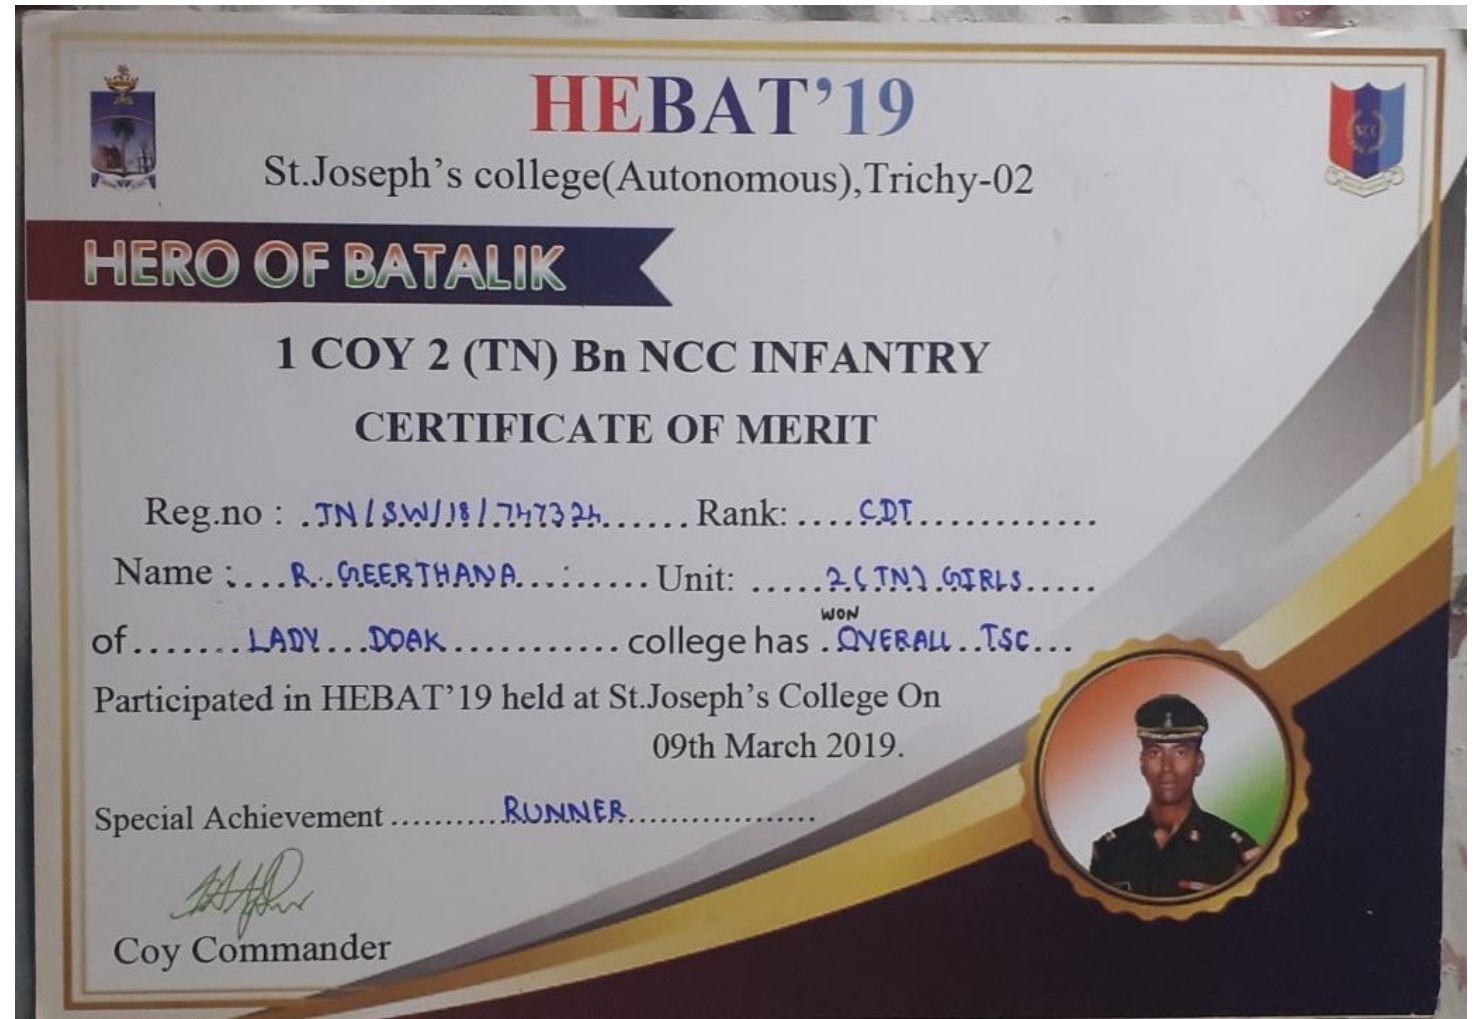 HEBAT'19
St.Joseph's college(Autonomous),Trichy-02
NCC
HERO OF BATALIK
1 COY 2 (TN) Bn NCC INFANTRY
CERTIFICATE OF MERIT
Reg.no : .TN/SW/18/747324...... Rank: ....CDT.............
Name :....R..GEERTHANA...:...... Unit: .....2(TN) GIRLS.....
WON
of.......LADY...DOAK............ college has .OVERALL..TSC...
Participated in HEBAT'19 held at St.Joseph's College On
09th March 2019.
Special Achievement ..........RUNNER..................
Coy Commander